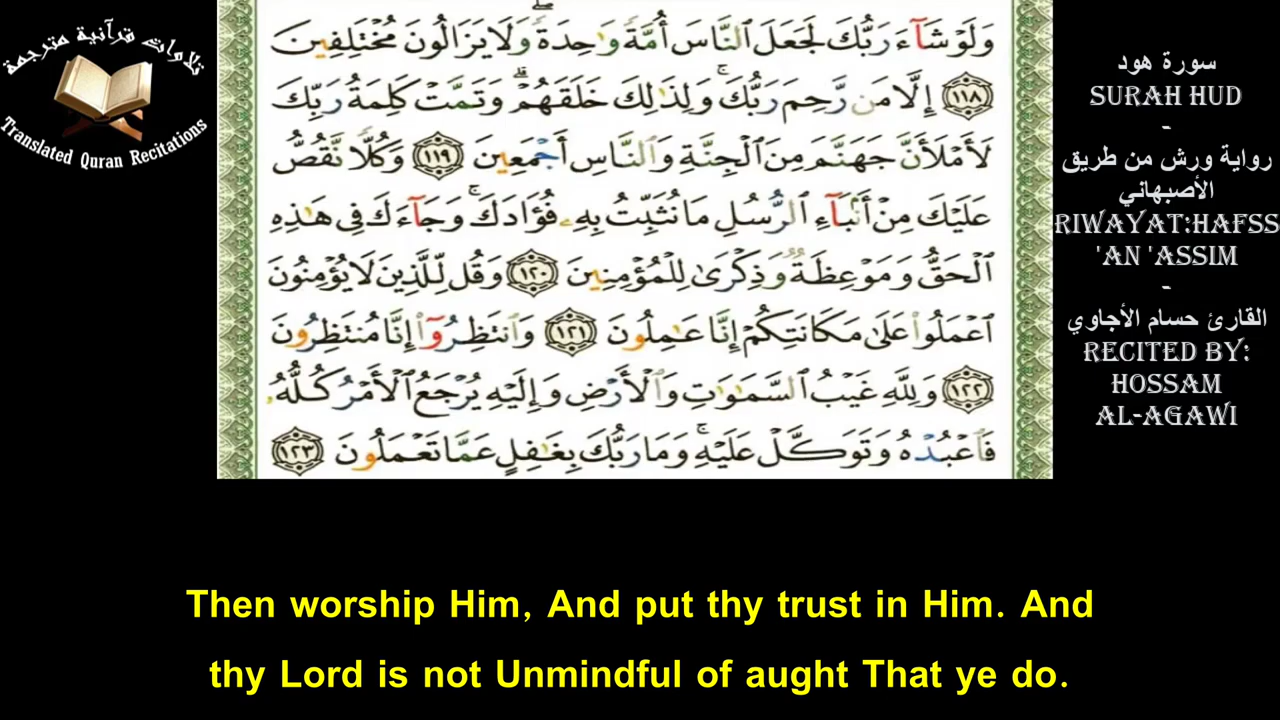 تلاوات قرآنية مترجمة
Translated Quran Recitations
وَلَوْ شَآءَ رَبُّكَ لَجَعَلَ ٱلنَّاسَ أُمَّةً وَٰحِدَةً ۖ وَلَا يَزَالُونَ مُخْتَلِفِينَ
١١٨ إِلَّا مَن رَّحِمَ رَبُّكَ ۚ وَلِذَٰلِكَ خَلَقَهُمْ ۗ وَتَمَّتْ كَلِمَةُ رَبِّكَ
لَأَمْلَأَنَّ جَهَنَّمَ مِنَ ٱلْجِنَّةِ وَٱلنَّاسِ أَجْمَعِينَ ١١٩ وَكُلًّا نَّقُصُّ
عَلَيْكَ مِنْ أَنۢبَآءِ ٱلرُّسُلِ مَا نُثَبِّتُ بِهِۦ فُؤَادَكَ ۚ وَجَآءَكَ فِى هَٰذِهِ
ٱلْحَقُّ وَمَوْعِظَةٌ وَذِكْرَىٰ لِلْمُؤْمِنِينَ ١٢٠ وَقُل لِّلَّذِينَ لَا يُؤْمِنُونَ
ٱعْمَلُوا۟ عَلَىٰ مَكَانَتِكُمْ إِنَّا عَٰمِلُونَ ١٢١ وَٱنتَظِرُوٓا۟ إِنَّا مُنتَظِرُونَ
١٢٢ وَلِلَّهِ غَيْبُ ٱلسَّمَٰوَٰتِ وَٱلْأَرْضِ وَإِلَيْهِ يُرْجَعُ ٱلْأَمْرُ كُلُّهُۥ
فَٱعْبُدْهُ وَتَوَكَّلْ عَلَيْهِ ۚ وَمَا رَبُّكَ بِغَٰفِلٍ عَمَّا تَعْمَلُونَ ١٢٣
سورة هود
SURAH HUD
-
رواية ورش من طريق
الأصبهاني
RIWAYAT:HAFSS
'AN 'ASSIM
-
القارئ حسام الأجاوي
RECITED BY:
HOSSAM
AL-AGAWI
Then worship Him, And put thy trust in Him. And
thy Lord is not Unmindful of aught That ye do.